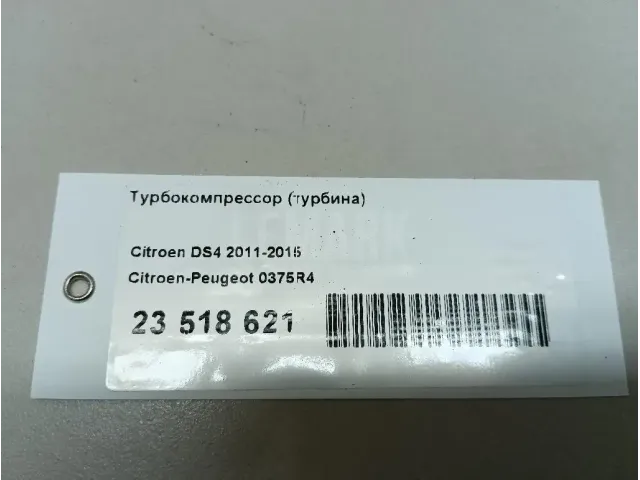 Турбокомпрессор (турбина)
Citroen DS4 2011-2015
Citroen-Peugeot 0375R4
23 518 621